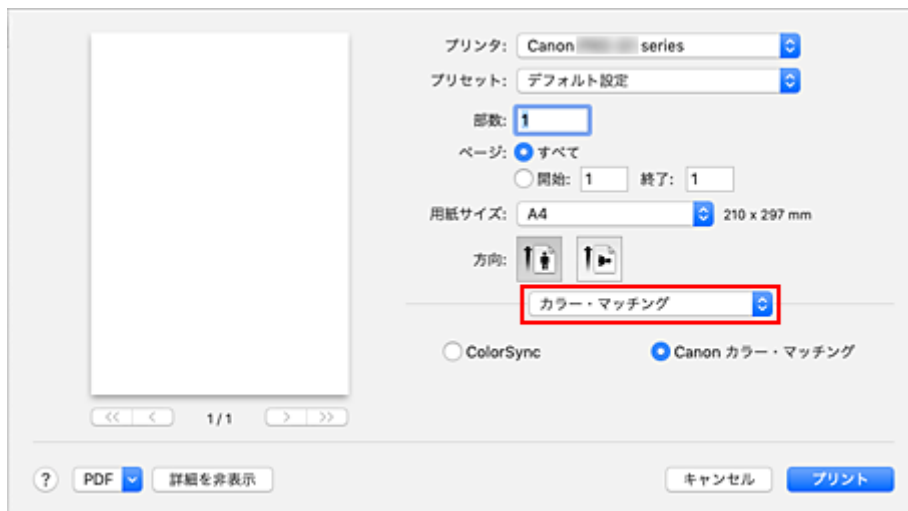 プリンタ: Canon series
プリセット: デフォルト設定
部数: 1
ページ: すべて
開始: 1 終了: 1
用紙サイズ: A4 210 x 297 mm
方向:
カラー・マッチング
ColorSync Canon カラー・マッチング
<< < 1 / 1 > >>
? PDF 詳細を非表示 キャンセル プリント